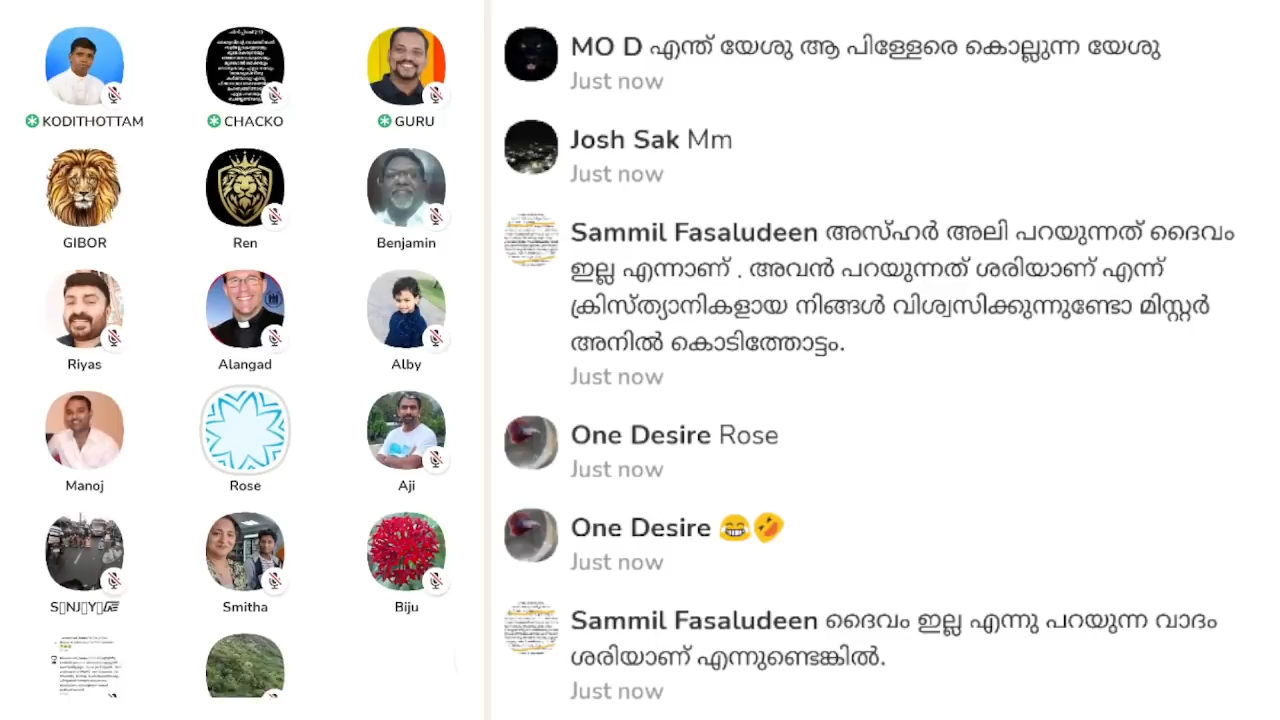 KODITHOTTAM
CHACKO
GURU
GIBOR
Ren
Benjamin
Riyas
Alangad
Alby
Manoj
Rose
Aji
Smitha
Biju
MO D എന്ത് യേശു ആ പിള്ളേരെ കൊല്ലുന്ന യേശു
Just now
Josh Sak Mm
Just now
Sammil Fasaludeen അസ്ഹർ അലി പറയുന്നത് ദൈവം
ഇല്ല എന്നാണ് . അവൻ പറയുന്നത് ശരിയാണ് എന്ന്
ക്രിസ്ത്യാനികളായ നിങ്ങൾ വിശ്വസിക്കുന്നുണ്ടോ മിസ്റ്റർ
അനിൽ കൊടിത്തോട്ടം.
Just now
One Desire Rose
Just now
One Desire 😂🤣
Just now
Sammil Fasaludeen ദൈവം ഇല്ല എന്നു പറയുന്ന വാദം
ശരിയാണ് എന്നുണ്ടെങ്കിൽ.
Just now